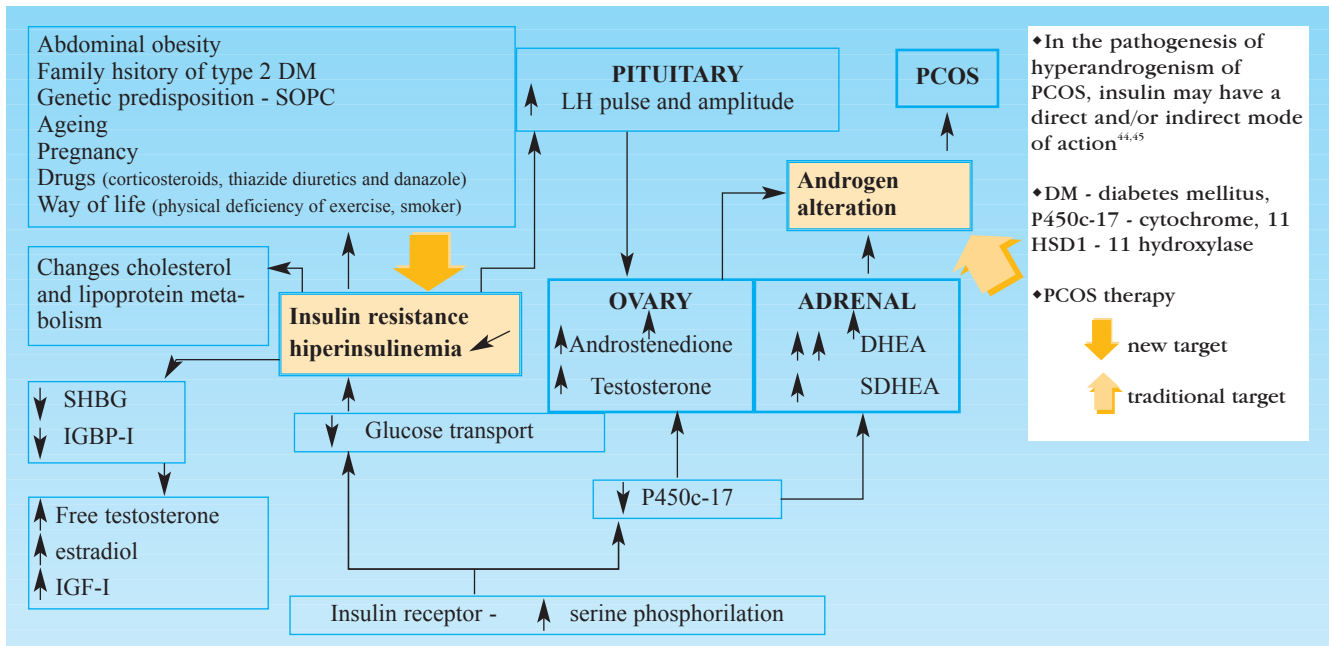 Abdominal obesity
Family hsitory of type 2 DM
Genetic predisposition - SOPC
Ageing
Pregnancy
Drugs (corticosteroids, thiazide diuretics and danazole)
Way of life (physical deficiency of exercise, smoker)
PITUITARY
LH pulse and amplitude
PCOS
Androgen
alteration
Changes cholesterol
and lipoprotein meta-
bolism
Insulin resistance
hiperinsulinemia
OVARY
Androstenedione
Testosterone
ADRENAL
DHEA
SDHEA
SHBG
IGBP-I
Glucose transport
P450c-17
Free testosterone
estradiol
IGF-I
Insulin receptor - serine phosphorilation
◆In the pathogenesis of
hyperandrogenism of
PCOS, insulin may have a
direct and/or indirect mode
of action44,45
◆DM - diabetes mellitus,
P450c-17 - cytochrome, 11
HSD1 - 11 hydroxylase
◆PCOS therapy
new target
traditional target